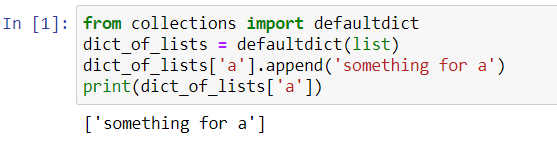 In [1]: from collections import defaultdict
dict_of_lists = defaultdict(list)
dict_of_lists['a'].append('something for a')
print(dict_of_lists['a'])
['something for a']